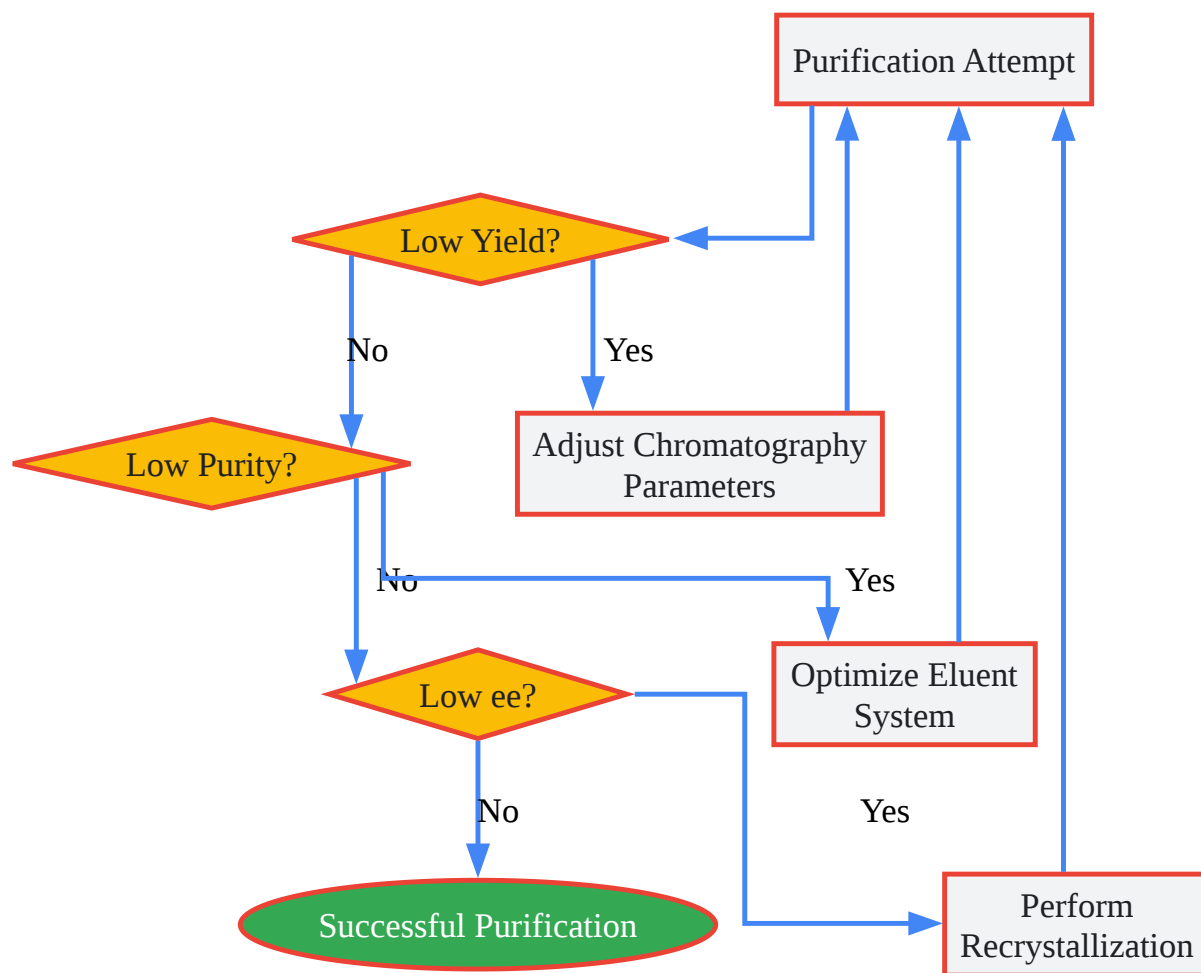 Purification Attempt
Low Yield?
No
Yes
Low Purity?
Adjust Chromatography
Parameters
No
Yes
Low ee?
Optimize Eluent
System
No
Yes
Successful Purification
Perform
Recrystallization